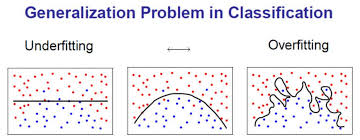 Generalization Problem in Classification
Underfitting
Overfitting